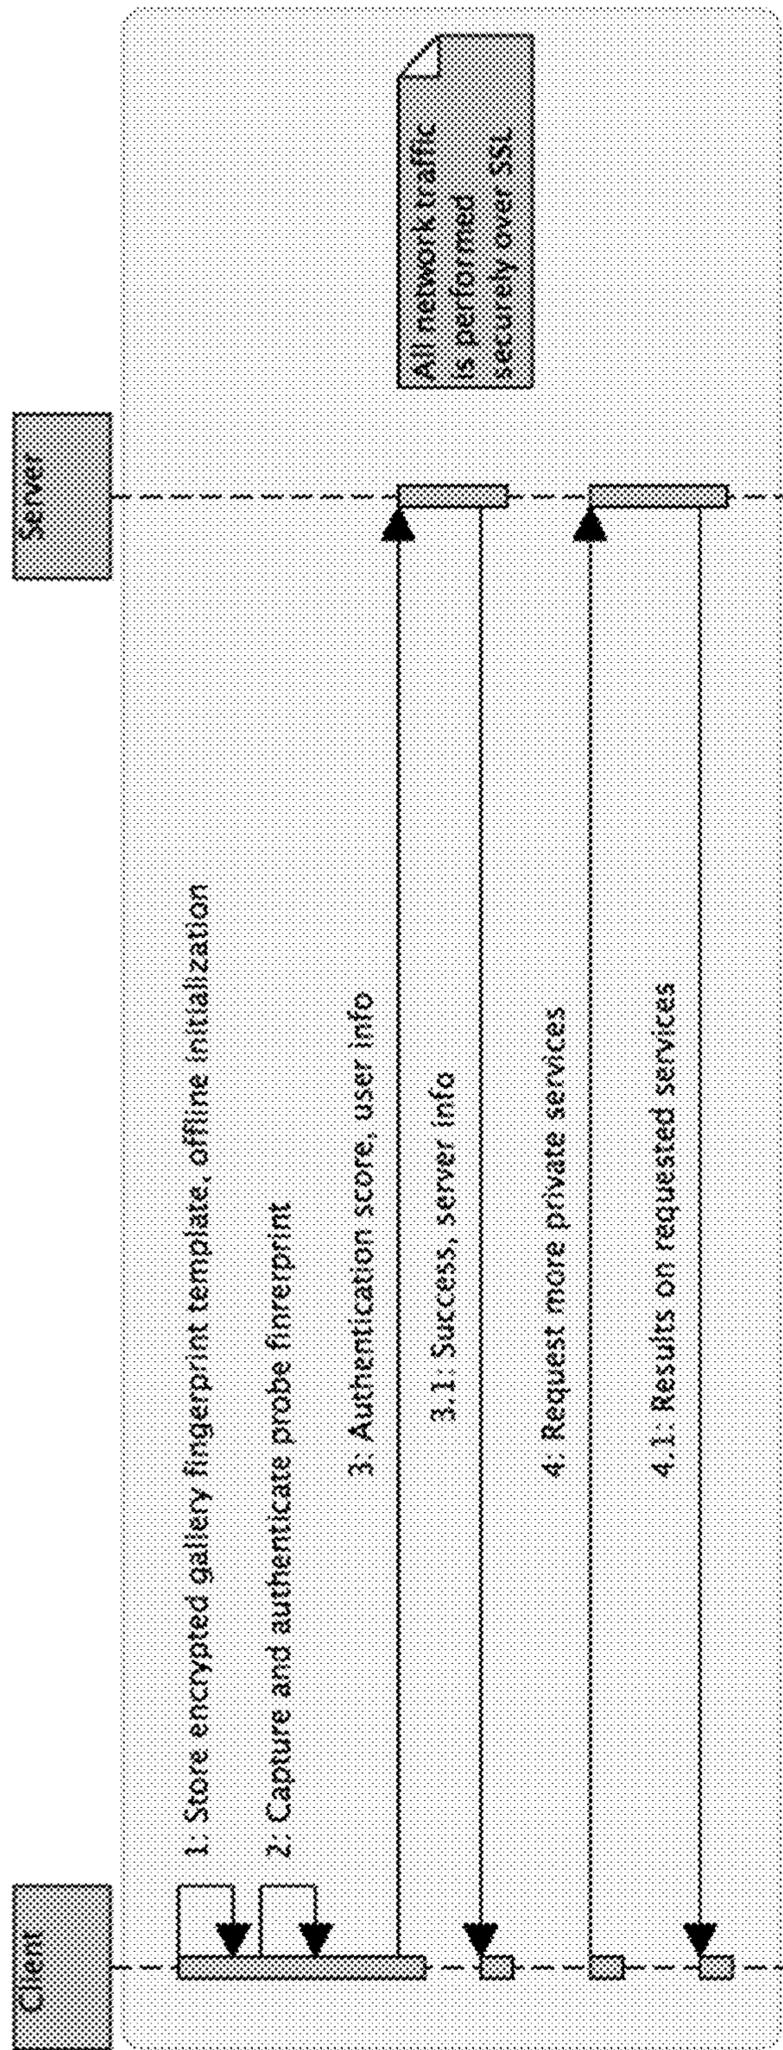 Client
Server
1: Store encrypted gallery fingerprint template, offline initialization
2: Capture and authenticate probe finrerprint
3: Authentication score, user info
All network traffic
is performed
securely over SSL
3.1: Success, server info
4: Request more private services
4.1: Results on requested services